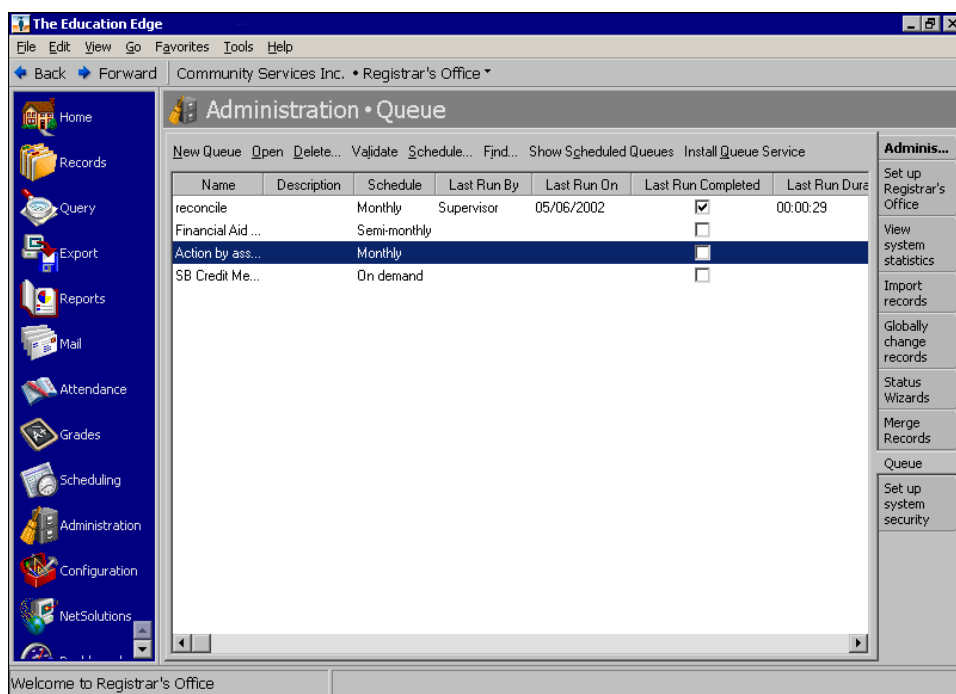 The Education Edge
File Edit View Go Favorites Tools Help
Back Forward Community Services Inc. • Registrar's Office
Administration • Queue
New Queue Open Delete... Validate Schedule... Find... Show Scheduled Queues Install Queue Service
Name Description Schedule Last Run By Last Run On Last Run Completed Last Run Dura
reconcile Monthly Supervisor 05/06/2002 00:00:29
Financial Aid ... Semi-monthly
Action by ass... Monthly
SB Credit Me... On demand
Home
Records
Query
Export
Reports
Mail
Attendance
Grades
Scheduling
Administration
Configuration
NetSolutions
Adminis...
Set up
Registrar's
Office
View
system
statistics
Import
records
Globally
change
records
Status
Wizards
Merge
Records
Queue
Set up
system
security
Welcome to Registrar's Office